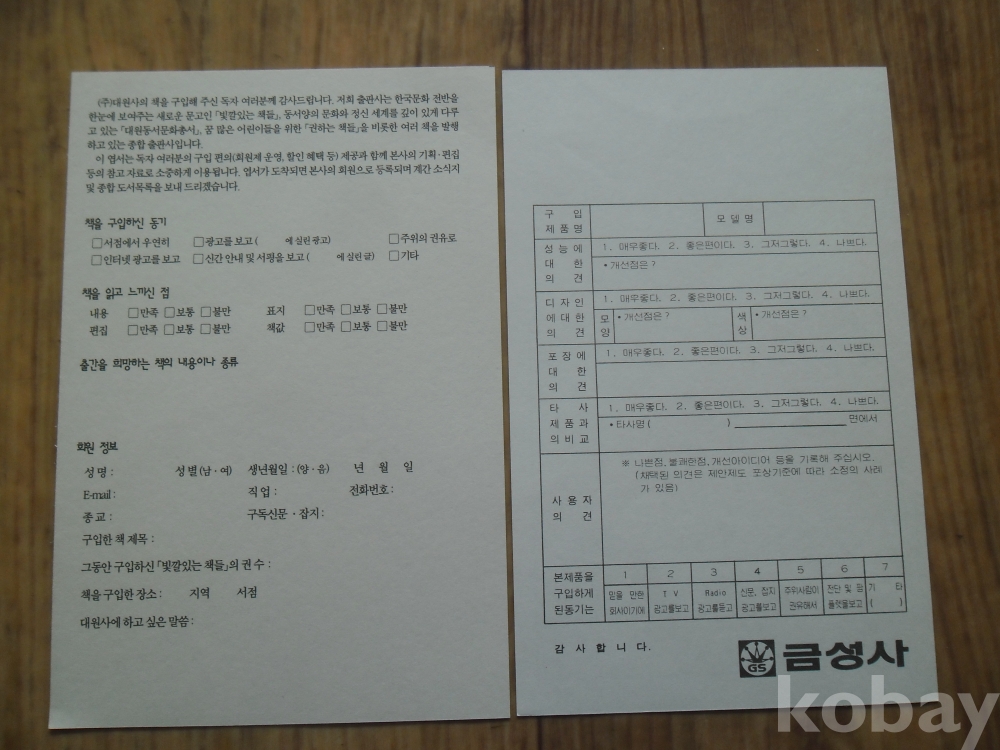 (주)대원사의 책을 구입해 주신 독자 여러분께 감사드립니다. 저희 출판사는 한국문화 전반을
한눈에 보여주는 새로운 문고인 「빛깔있는 책들」, 동서양의 문화와 정신 세계를 깊이 있게 다루
고 있는 「대원동서문화총서」, 꿈 많은 어린이들을 위한 「권하는 책들」을 비롯한 여러 책을 발행
하고 있는 종합 출판사입니다.
이 엽서는 독자 여러분의 구입 편의(회원제 운영, 할인 혜택 등) 제공과 함께 본사의 기획·편집
등의 참고 자료로 소중하게 이용됩니다. 엽서가 도착되면 본사의 회원으로 등록되며 계간 소식지
및 종합 도서목록을 보내 드리겠습니다.
책을 구입하신 동기
□서점에서 우연히 □광고를 보고 ( 에 실린 광고) □주위의 권유로
□인터넷 광고를 보고 □신간 안내 및 서평을 보고 ( 에 실린 글) □기타
책을 읽고 느끼신 점
내용 □만족 □보통 □불만 표지 □만족 □보통 □불만
편집 □만족 □보통 □불만 책값 □만족 □보통 □불만
출간을 희망하는 책의 내용이나 종류
회원 정보
성명 : 성별 (남·여) 생년월일 : (양·음) 년 월 일
E-mail : 직업 : 전화번호 :
종교 : 구독신문·잡지 :
구입한 책 제목 :
그동안 구입하신 「빛깔있는 책들」의 권 수 :
책을 구입한 장소 : 지역 서점
대원사에 하고 싶은 말씀 :
구 입
제품명
모델명
성능에
대 한
의 견
1. 매우좋다. 2. 좋은편이다. 3. 그저그렇다. 4. 나쁘다.
• 개선점은?
디자인
에대한
의 견
1. 매우좋다. 2. 좋은편이다. 3. 그저그렇다. 4. 나쁘다.
모양
• 개선점은?
색상
• 개선점은?
포장에
대 한
의 견
1. 매우좋다. 2. 좋은편이다. 3. 그저그렇다. 4. 나쁘다.
타 사
제품과
의비교
1. 매우좋다. 2. 좋은편이다. 3. 그저그렇다. 4. 나쁘다.
• 타사명 ( ) 면에서
사용자
의 견
※ 나쁜점, 불쾌한점, 개선아이디어 등을 기록해 주십시오.
(채택된 의견은 제안제도 포상기준에 따라 소정의 사례
가 있음)
본제품을
구입하게
된동기는
1 2 3 4 5 6 7
믿을 만한 TV Radio 신문, 잡지 주위사람이 전단 및 팜 기 타
회사이기에 광고를보고 광고를듣고 광고를보고 권유해서 플렛을보고 ( )
감사합니다.
GS 금성사
kobay